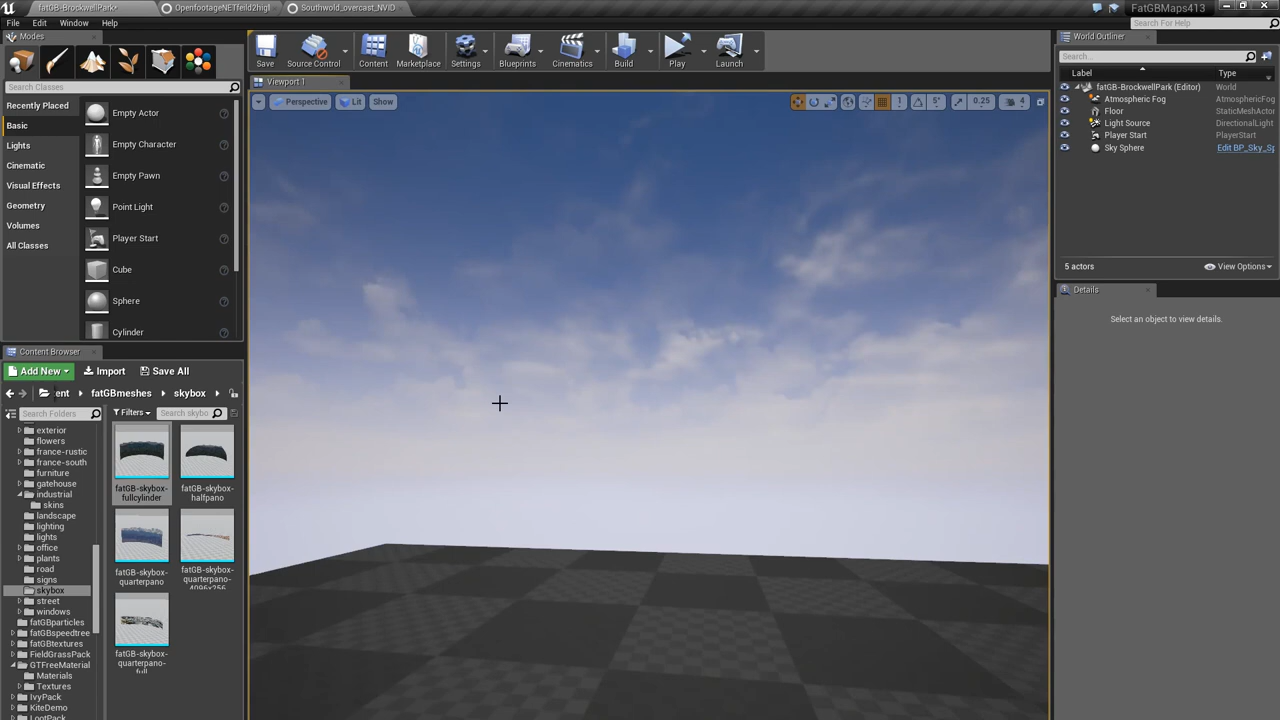 fatGB-BrockwellPark*
OpenfootageNETfeild2high
Southwold_overcast_NVID
FatGBMaps413
File Edit Window Help
Search For Help
Modes
Search Classes
Recently Placed
Basic
Lights
Cinematic
Visual Effects
Geometry
Volumes
All Classes
Empty Actor
Empty Character
Empty Pawn
Point Light
Player Start
Cube
Sphere
Cylinder
Save
Source Control
Content
Marketplace
Settings
Blueprints
Cinematics
Build
Play
Launch
Viewport 1
Perspective
Lit
Show
1
5°
0.25
4
World Outliner
Search...
Label Type
fatGB-BrockwellPark (Editor) World
Atmospheric Fog AtmosphericFog
Floor StaticMeshActor
Light Source DirectionalLight
Player Start PlayerStart
Sky Sphere Edit BP_Sky_Sp
5 actors
View Options
Details
Select an object to view details.
Content Browser
Add New
Import
Save All
ent
fatGBmeshes
skybox
Search Folders
Filters
Search skybo
exterior
flowers
france-rustic
france-south
furniture
gatehouse
industrial
skins
landscape
lighting
lights
office
plants
road
signs
skybox
street
windows
fatGBparticles
fatGBspeedtree
fatGBtextures
FieldGrassPack
GTFreeMaterial
Materials
Textures
IvyPack
KiteDemo
LootPack
fatGB-skybox-
fullcylinder
fatGB-skybox-
halfpano
fatGB-skybox-
quarterpano
fatGB-skybox-
quarterpano-
4096x256
fatGB-skybox-
quarterpano-
full